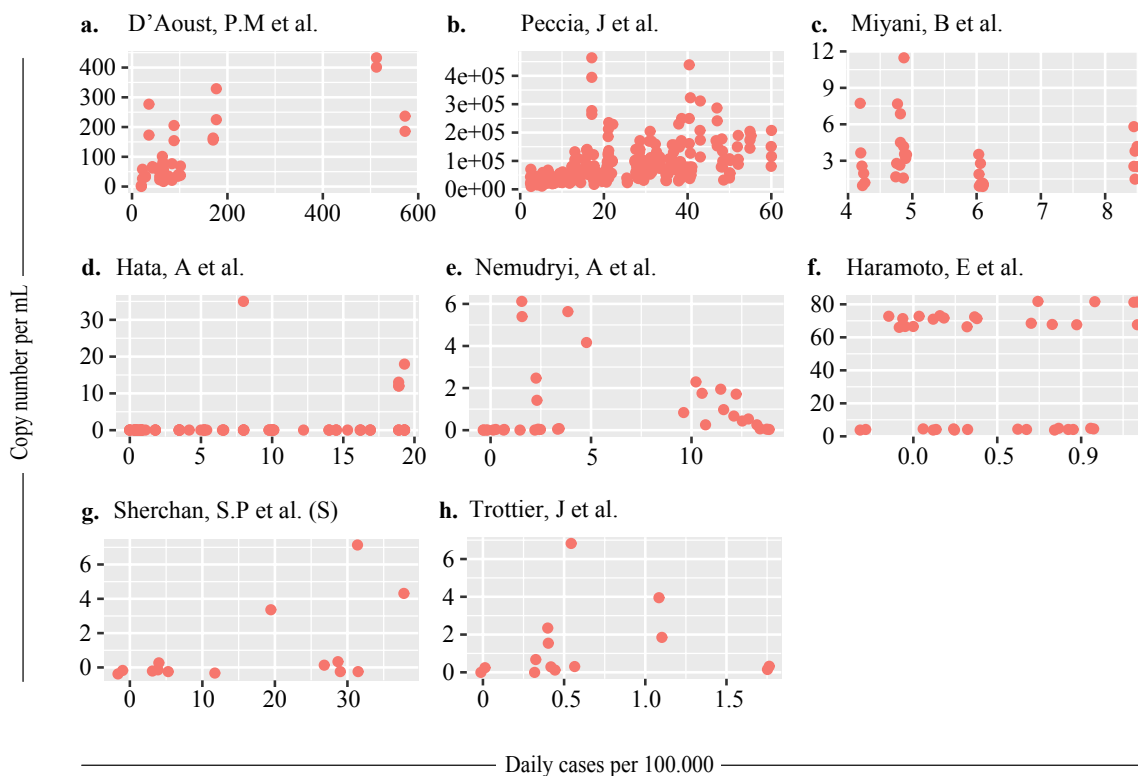 a. D’Aoust, P.M et al.
b. Peccia, J et al.
c. Miyani, B et al.
400
300
200
100
0
0 200 400 600
4e+05
3e+05
2e+05
1e+05
0e+00
0 20 40 60
12
9
6
3
4 5 6 7 8
d. Hata, A et al.
e. Nemudryi, A et al.
f. Haramoto, E et al.
30
20
10
0
0 5 10 15 20
6
4
2
0
0 5 10
80
60
40
20
0
0.0 0.5 0.9
g. Sherchan, S.P et al. (S)
h. Trottier, J et al.
6
4
2
0
0 10 20 30
6
4
2
0
0 0.5 1.0 1.5
Copy number per mL
Daily cases per 100.000